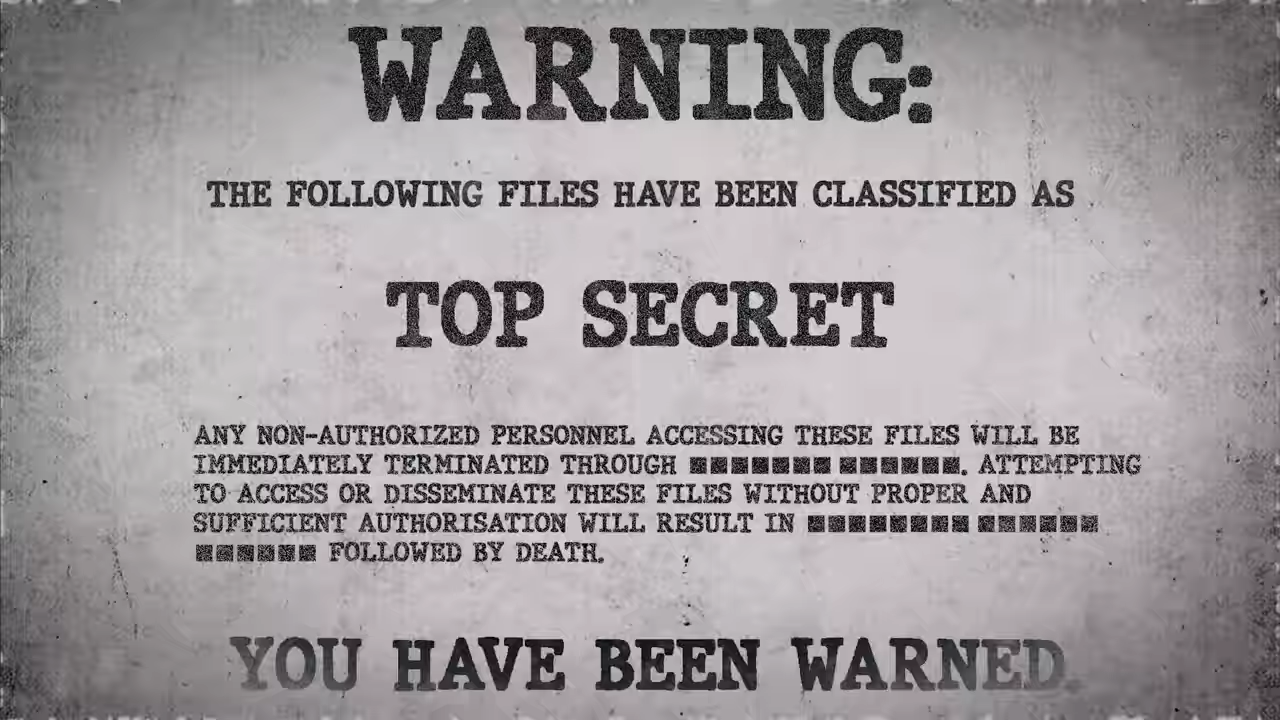 WARNING:
THE FOLLOWING FILES HAVE BEEN CLASSIFIED AS
TOP SECRET
ANY NON-AUTHORIZED PERSONNEL ACCESSING THESE FILES WILL BE
IMMEDIATELY TERMINATED THROUGH ■■■■■■■ ■■■■■■. ATTEMPTING
TO ACCESS OR DISSEMINATE THESE FILES WITHOUT PROPER AND
SUFFICIENT AUTHORISATION WILL RESULT IN ■■■■■■■■ ■■■■■■
■■■■■■ FOLLOWED BY DEATH.
YOU HAVE BEEN WARNED.